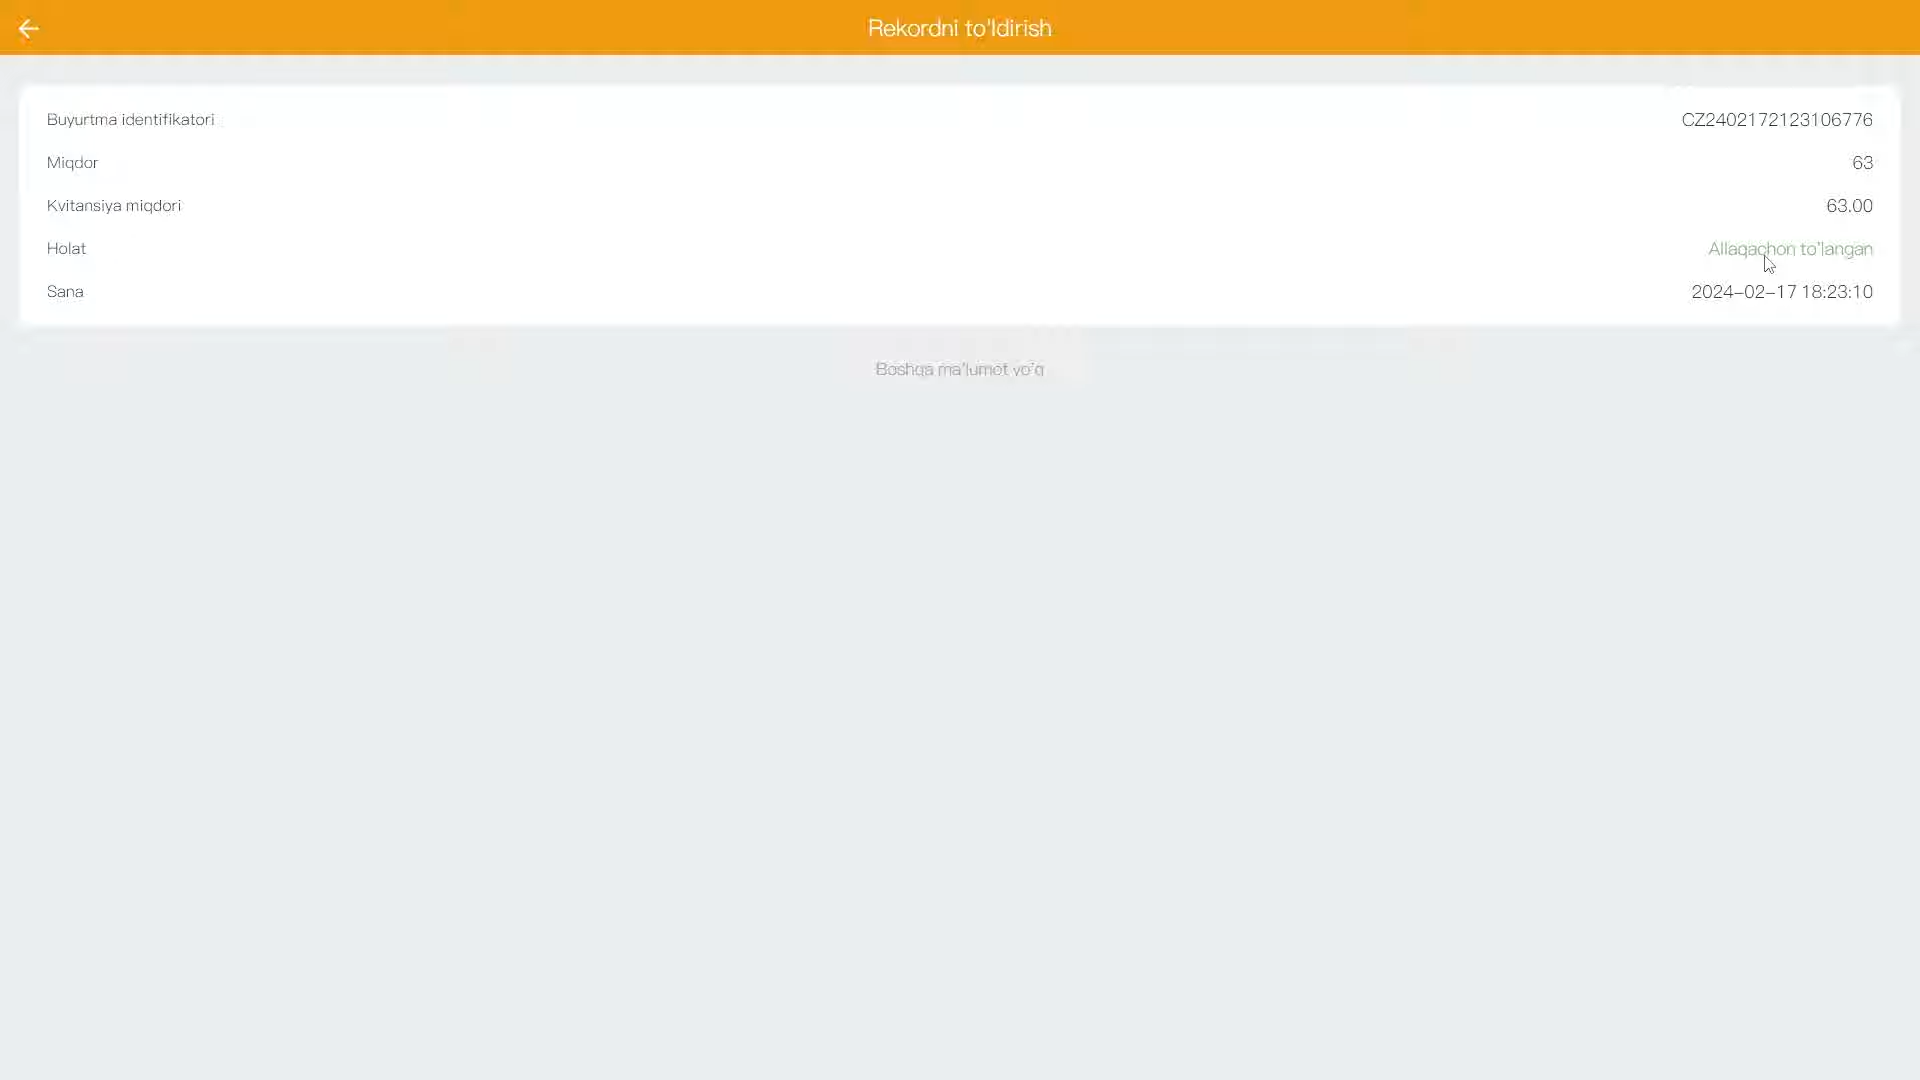 Rekordni to'ldirish
Buyurtma identifikatori CZ2402172123106776
Miqdor 63
Kvitansiya miqdori 63.00
Holat Allaqachon to'langan
Sana 2024-02-17 18:23:10
Boshqa ma'lumot yo'q